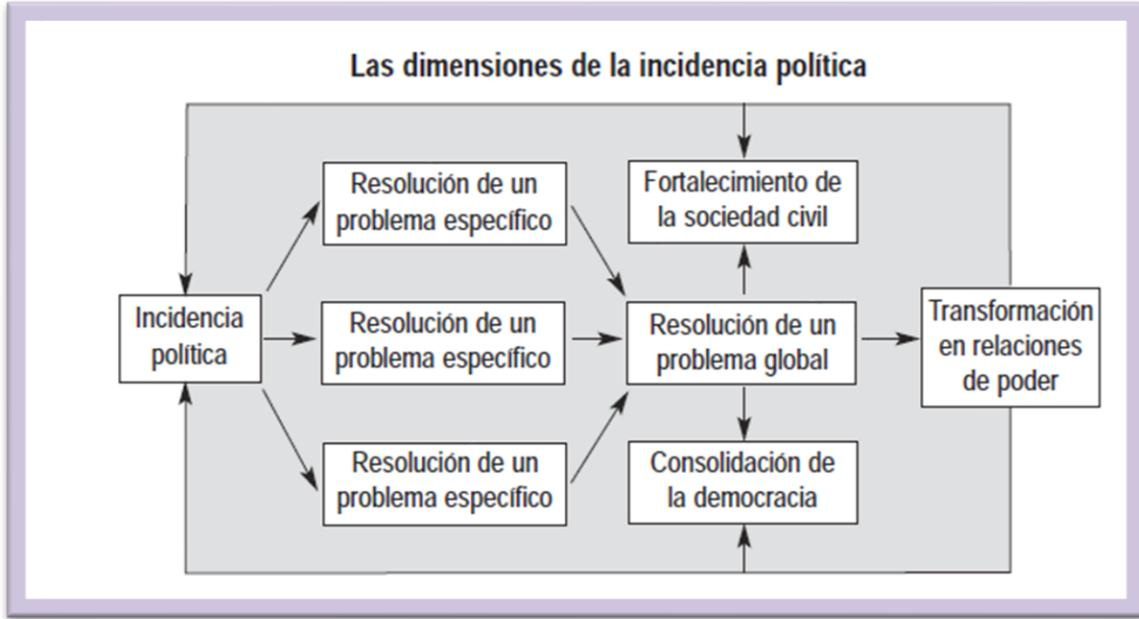 Las dimensiones de la incidencia política
Resolución de un
problema específico
Fortalecimiento de
la sociedad civil
Incidencia
política
Resolución de un
problema específico
Resolución de un
problema global
Transformación
en relaciones
de poder
Resolución de un
problema específico
Consolidación de
la democracia